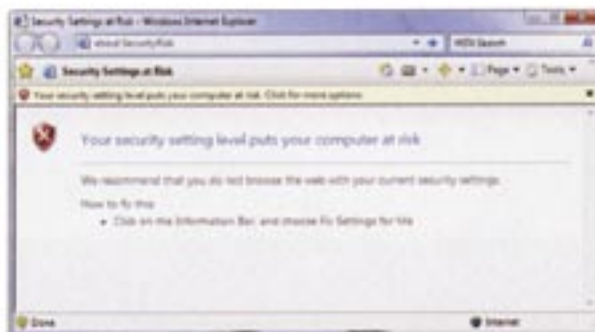 Security Settings at Risk - Windows Internet Explorer
about:SecurityRisk
MSN Search
Security Settings at Risk
Page
Tools
Your security setting level puts your computer at risk. Click for more options
Your security setting level puts your computer at risk
We recommend that you do not browse the web with your current security settings.
How to fix this:
• Click on the Information Bar, and choose Fix Settings for Me
Done
Internet